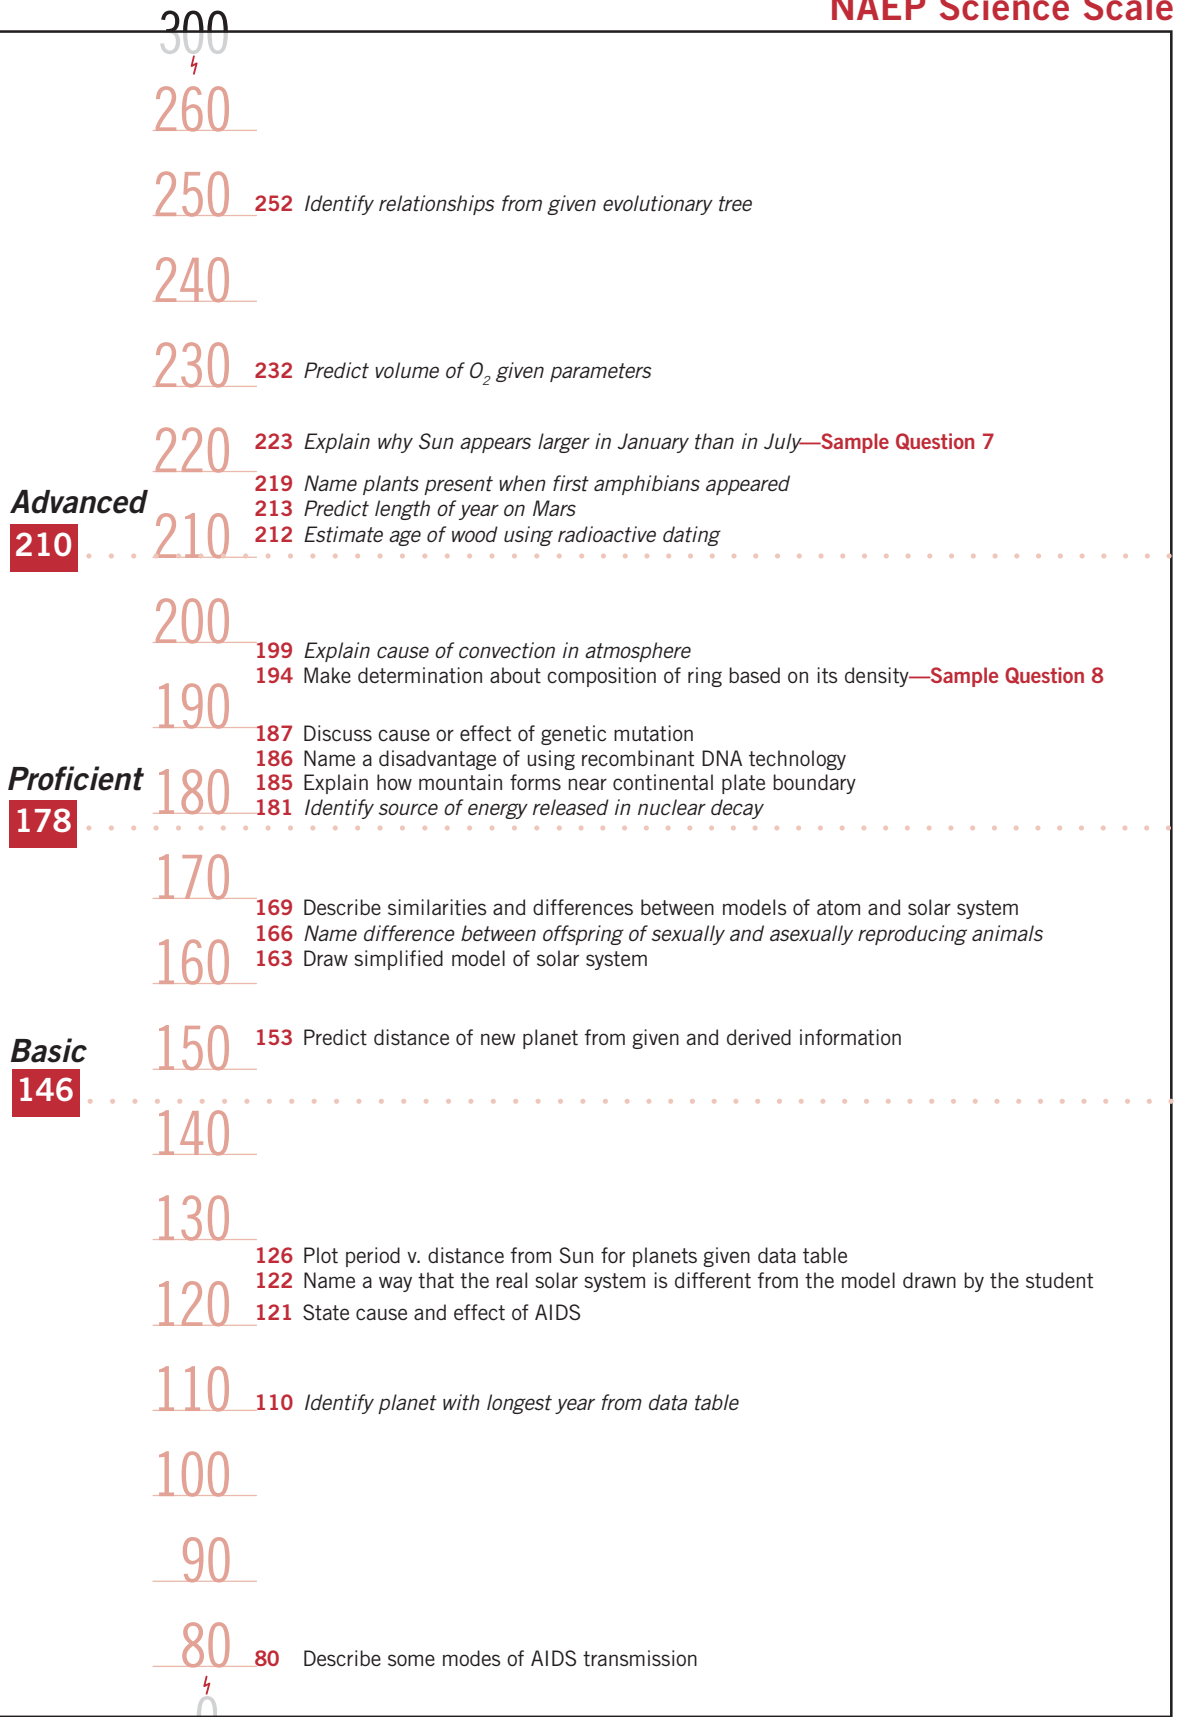 NAEP Science Scale
300
260
250
252 Identify relationships from given evolutionary tree
240
230
232 Predict volume of O2 given parameters
220
223 Explain why Sun appears larger in January than in July—Sample Question 7
219 Name plants present when first amphibians appeared
Advanced
213 Predict length of year on Mars
210
210
212 Estimate age of wood using radioactive dating
200
199 Explain cause of convection in atmosphere
194 Make determination about composition of ring based on its density—Sample Question 8
190
187 Discuss cause or effect of genetic mutation
186 Name a disadvantage of using recombinant DNA technology
Proficient
185 Explain how mountain forms near continental plate boundary
180
181 Identify source of energy released in nuclear decay
178
170
169 Describe similarities and differences between models of atom and solar system
166 Name difference between offspring of sexually and asexually reproducing animals
160
163 Draw simplified model of solar system
150
153 Predict distance of new planet from given and derived information
Basic
146
140
130
126 Plot period v. distance from Sun for planets given data table
122 Name a way that the real solar system is different from the model drawn by the student
120
121 State cause and effect of AIDS
110
110 Identify planet with longest year from data table
100
90
80
80 Describe some modes of AIDS transmission
0